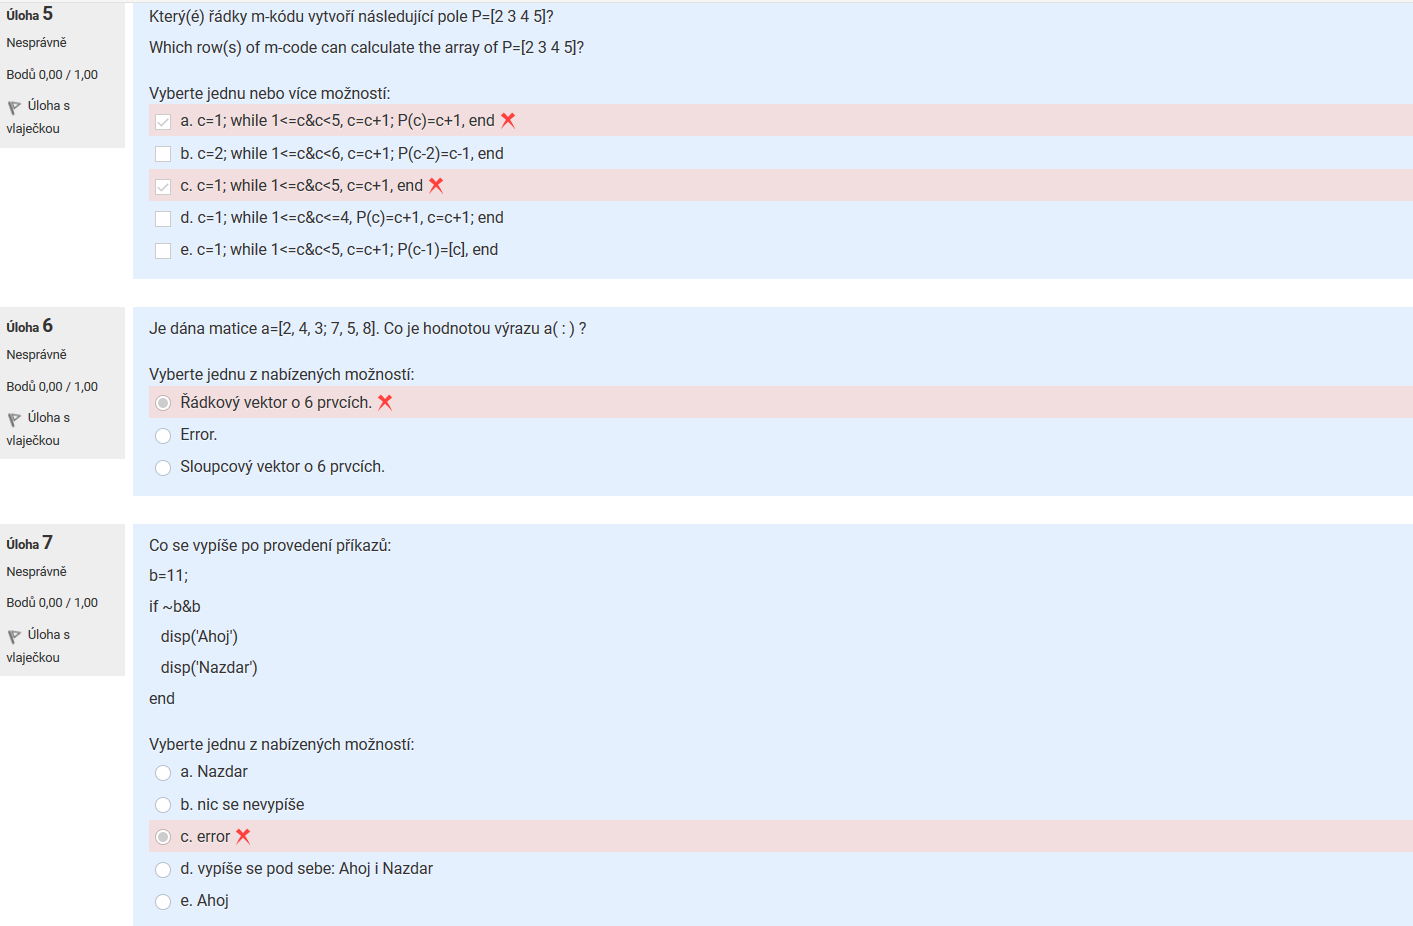 Úloha 5
Nesprávně
Bodů 0,00 / 1,00
Úloha s
vlaječkou
Který(é) řádky m-kódu vytvoří následující pole P=[2 3 4 5]?
Which row(s) of m-code can calculate the array of P=[2 3 4 5]?
Vyberte jednu nebo více možností:
a. c=1; while 1<=c&c<5, c=c+1; P(c)=c+1, end
b. c=2; while 1<=c&c<6, c=c+1; P(c-2)=c-1, end
c. c=1; while 1<=c&c<5, c=c+1, end
d. c=1; while 1<=c&c<=4, P(c)=c+1, c=c+1; end
e. c=1; while 1<=c&c<5, c=c+1; P(c-1)=[c], end
Úloha 6
Nesprávně
Bodů 0,00 / 1,00
Úloha s
vlaječkou
Je dána matice a=[2, 4, 3; 7, 5, 8]. Co je hodnotou výrazu a( : ) ?
Vyberte jednu z nabízených možností:
Řádkový vektor o 6 prvcích.
Error.
Sloupcový vektor o 6 prvcích.
Úloha 7
Nesprávně
Bodů 0,00 / 1,00
Úloha s
vlaječkou
Co se vypíše po provedení příkazů:
b=11;
if ~b&b
disp('Ahoj')
disp('Nazdar')
end
Vyberte jednu z nabízených možností:
a. Nazdar
b. nic se nevypíše
c. error
d. vypíše se pod sebe: Ahoj i Nazdar
e. Ahoj